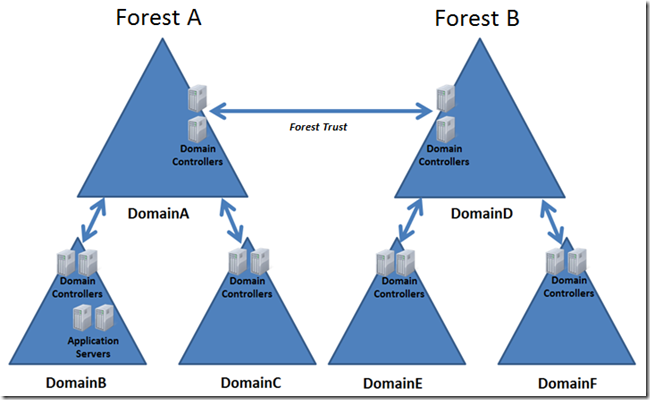 Forest A
Forest B
Forest Trust
Domain
Controllers
Domain
Controllers
DomainA
DomainD
Domain
Controllers
Application
Servers
Domain
Controllers
Domain
Controllers
Domain
Controllers
DomainB
DomainC
DomainE
DomainF